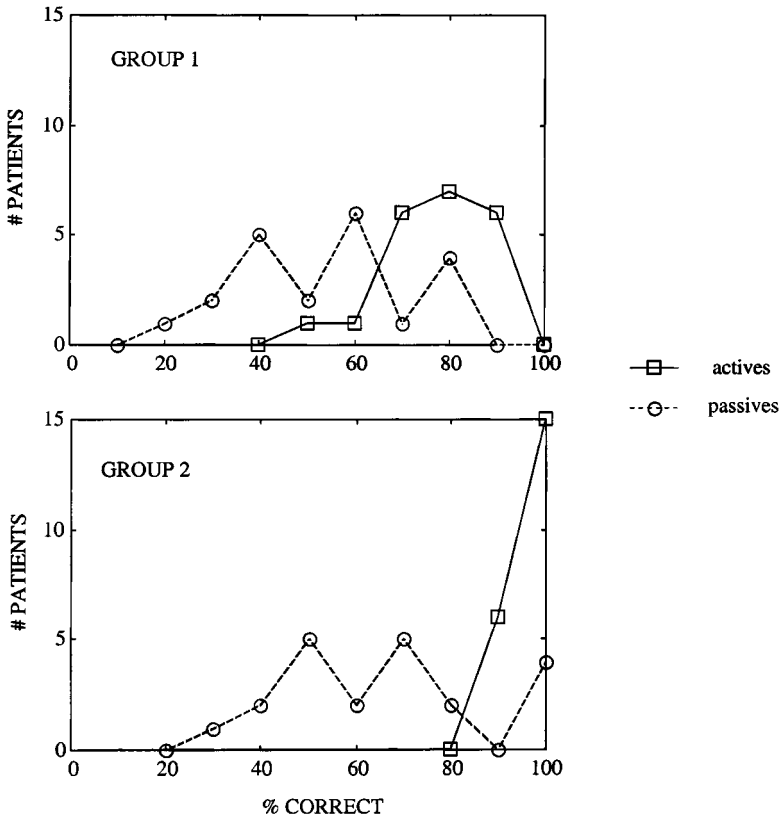 GROUP 1
# PATIENTS
15
10
5
0
0 20 40 60 80 100
actives
passives
GROUP 2
# PATIENTS
15
10
5
0
0 20 40 60 80 100
% CORRECT